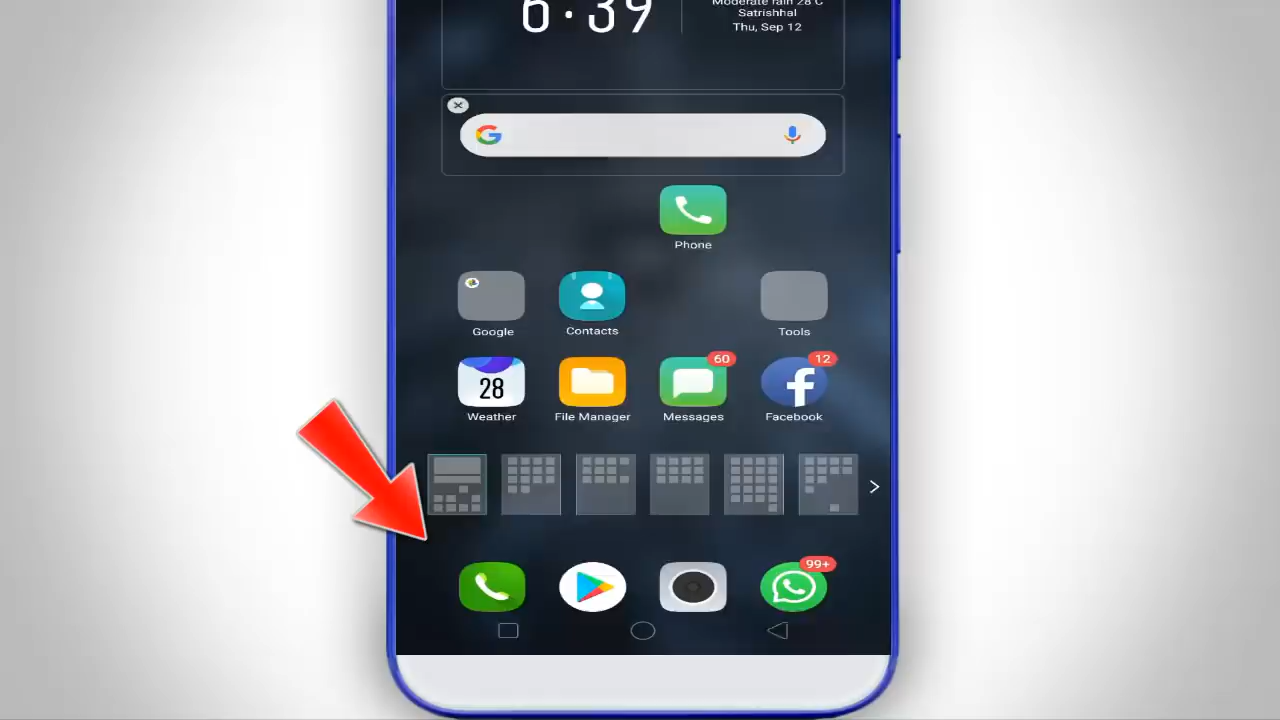 6:39
Moderate rain 28 C
Satrishhal
Thu, Sep 12
Phone
Google
Contacts
Tools
28
60
12
Weather
File Manager
Messages
Facebook
99+